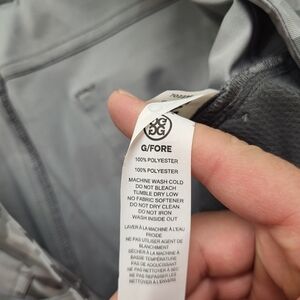 G/FORE
100% POLYESTER
100% POLYESTER
MACHINE WASH COLD
DO NOT BLEACH
TUMBLE DRY LOW
NO FABRIC SOFTENER
DO NOT DRY CLEAN
DO NOT IRON
WASH INSIDE OUT
LAVER À LA MACHINE À L'EAU
FROIDE
NE PAS UTILISER AGENT DE
BLANCHIMENT
SÉCHER À LA MACHINE À
BASSE TEMPÉRATURE
PAS DE ADOUCISSANT
NE PAS NETTOYER À SEC
NE PAS REPASSER
NETTOYER À L'ENVERS